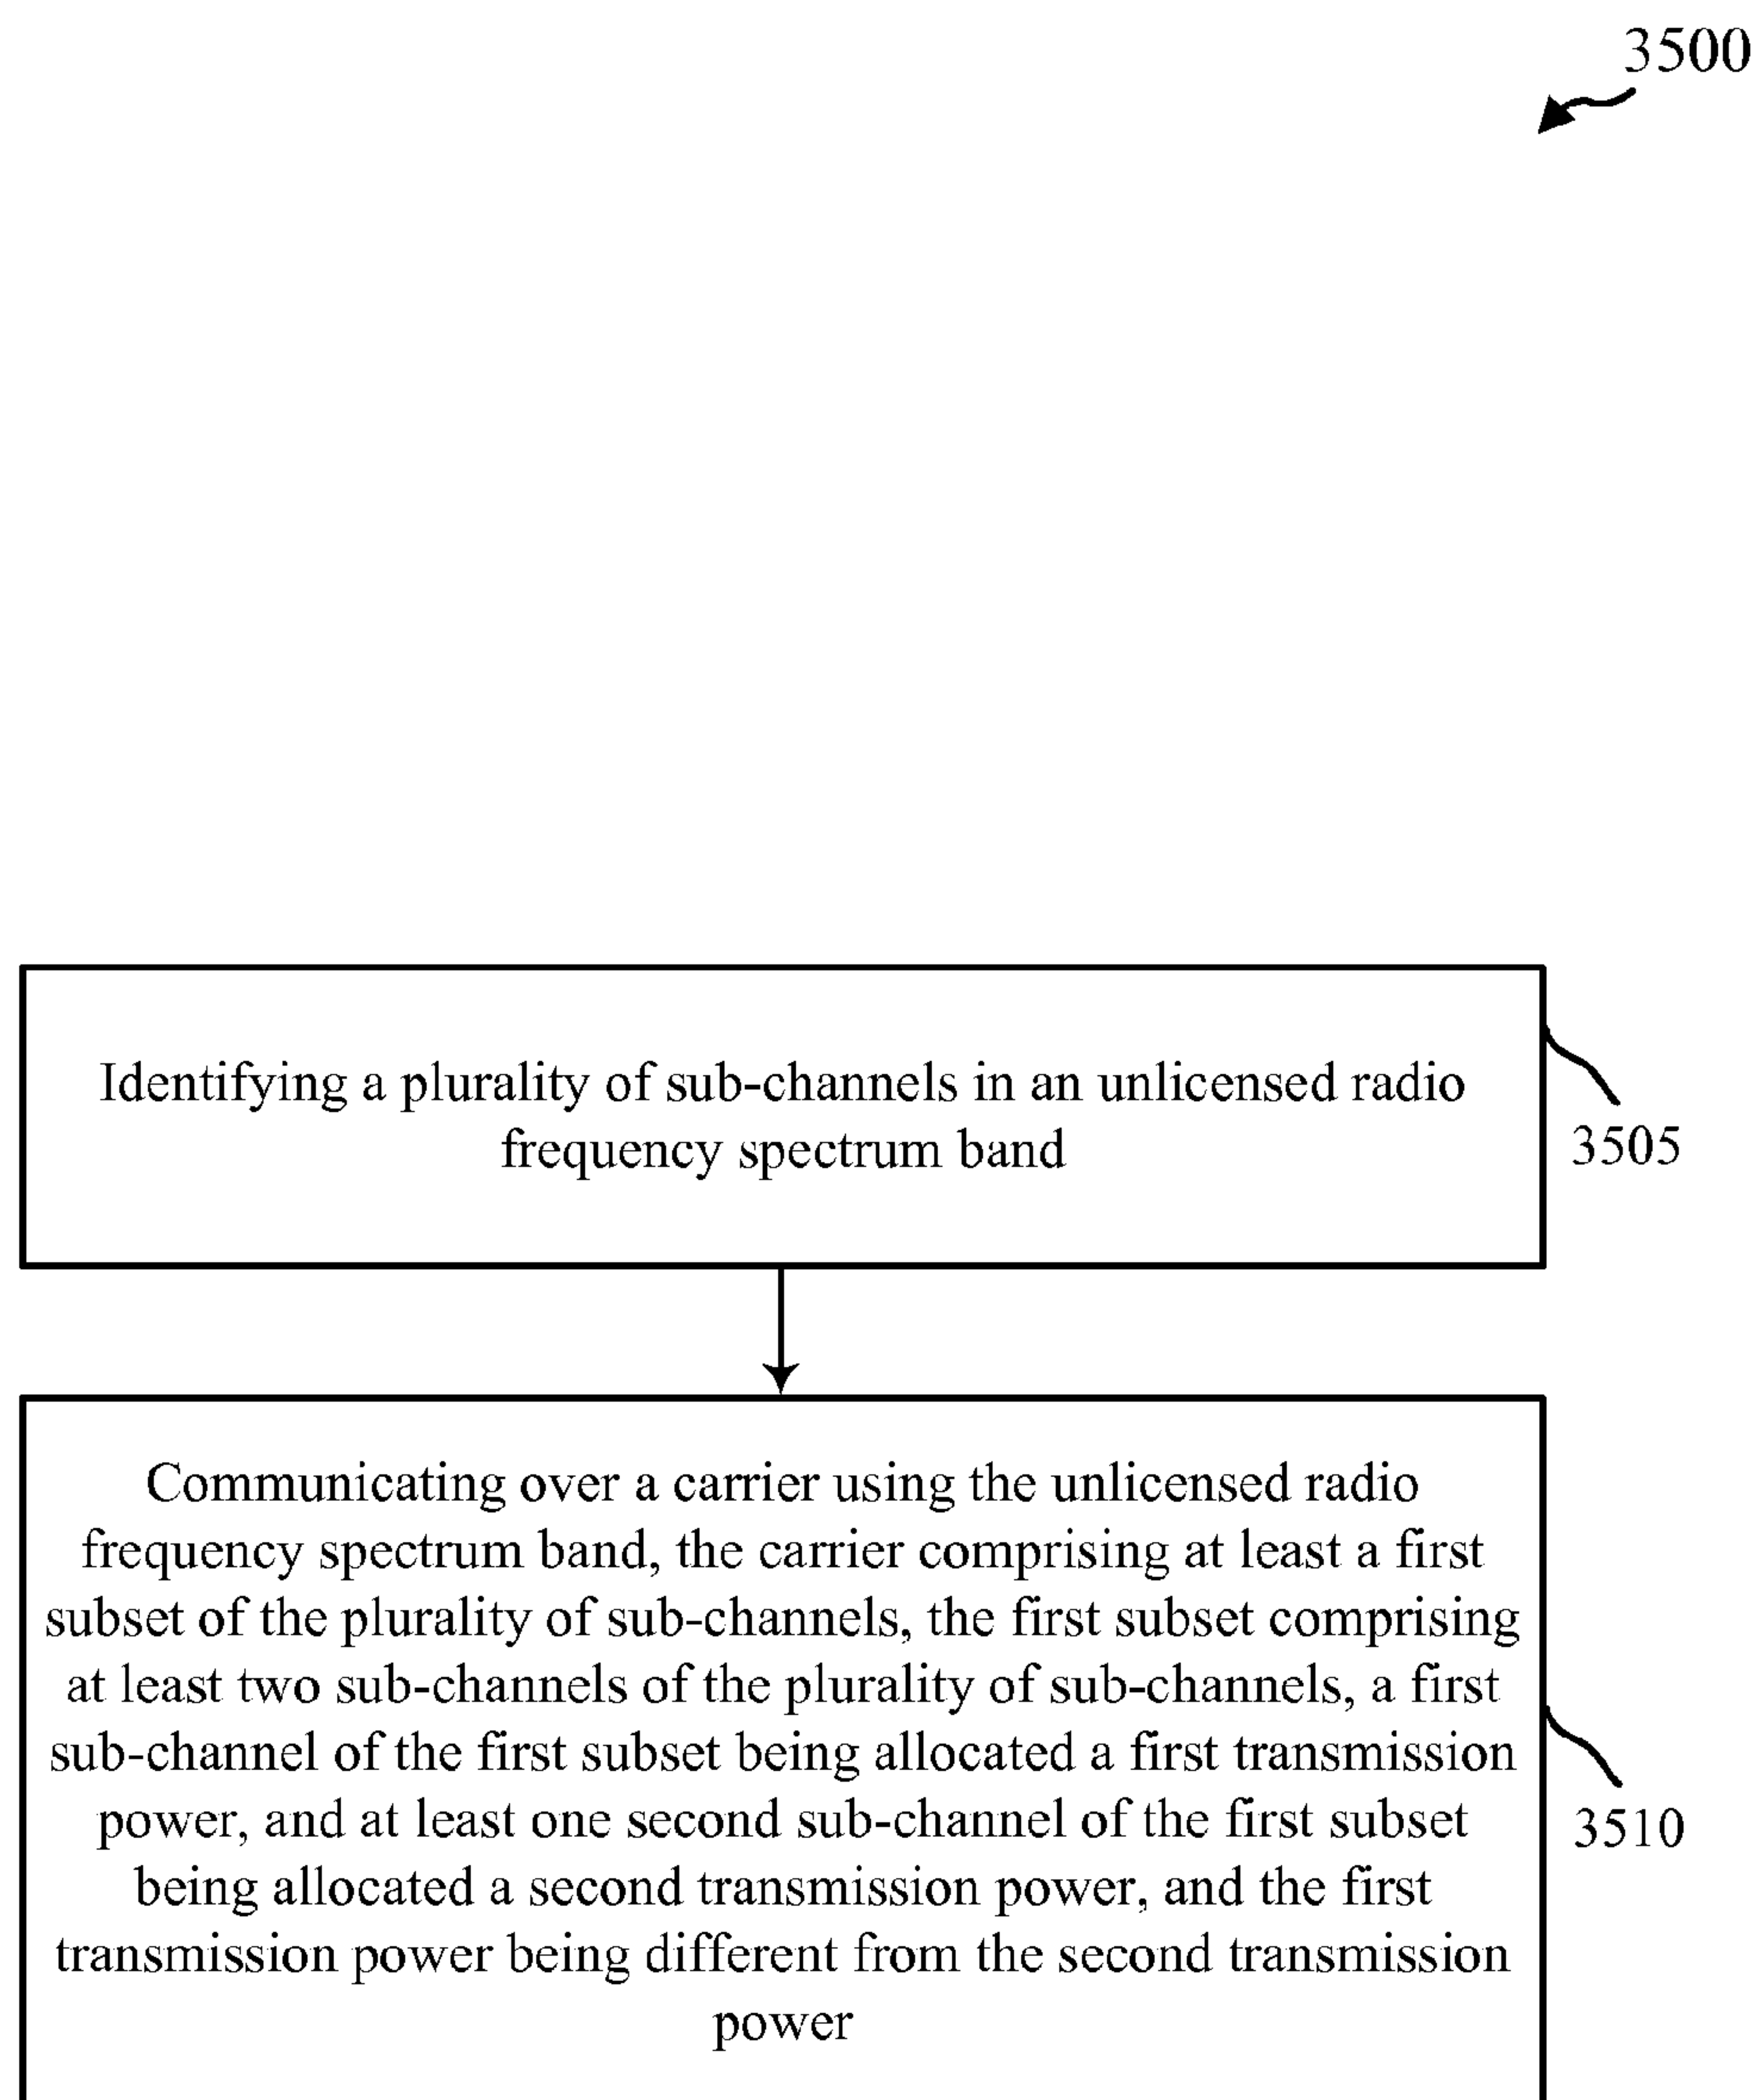 3500
Identifying a plurality of sub-channels in an unlicensed radio
frequency spectrum band
3505
Communicating over a carrier using the unlicensed radio
frequency spectrum band, the carrier comprising at least a first
subset of the plurality of sub-channels, the first subset comprising
at least two sub-channels of the plurality of sub-channels, a first
sub-channel of the first subset being allocated a first transmission
power, and at least one second sub-channel of the first subset
being allocated a second transmission power, and the first
transmission power being different from the second transmission
power
3510